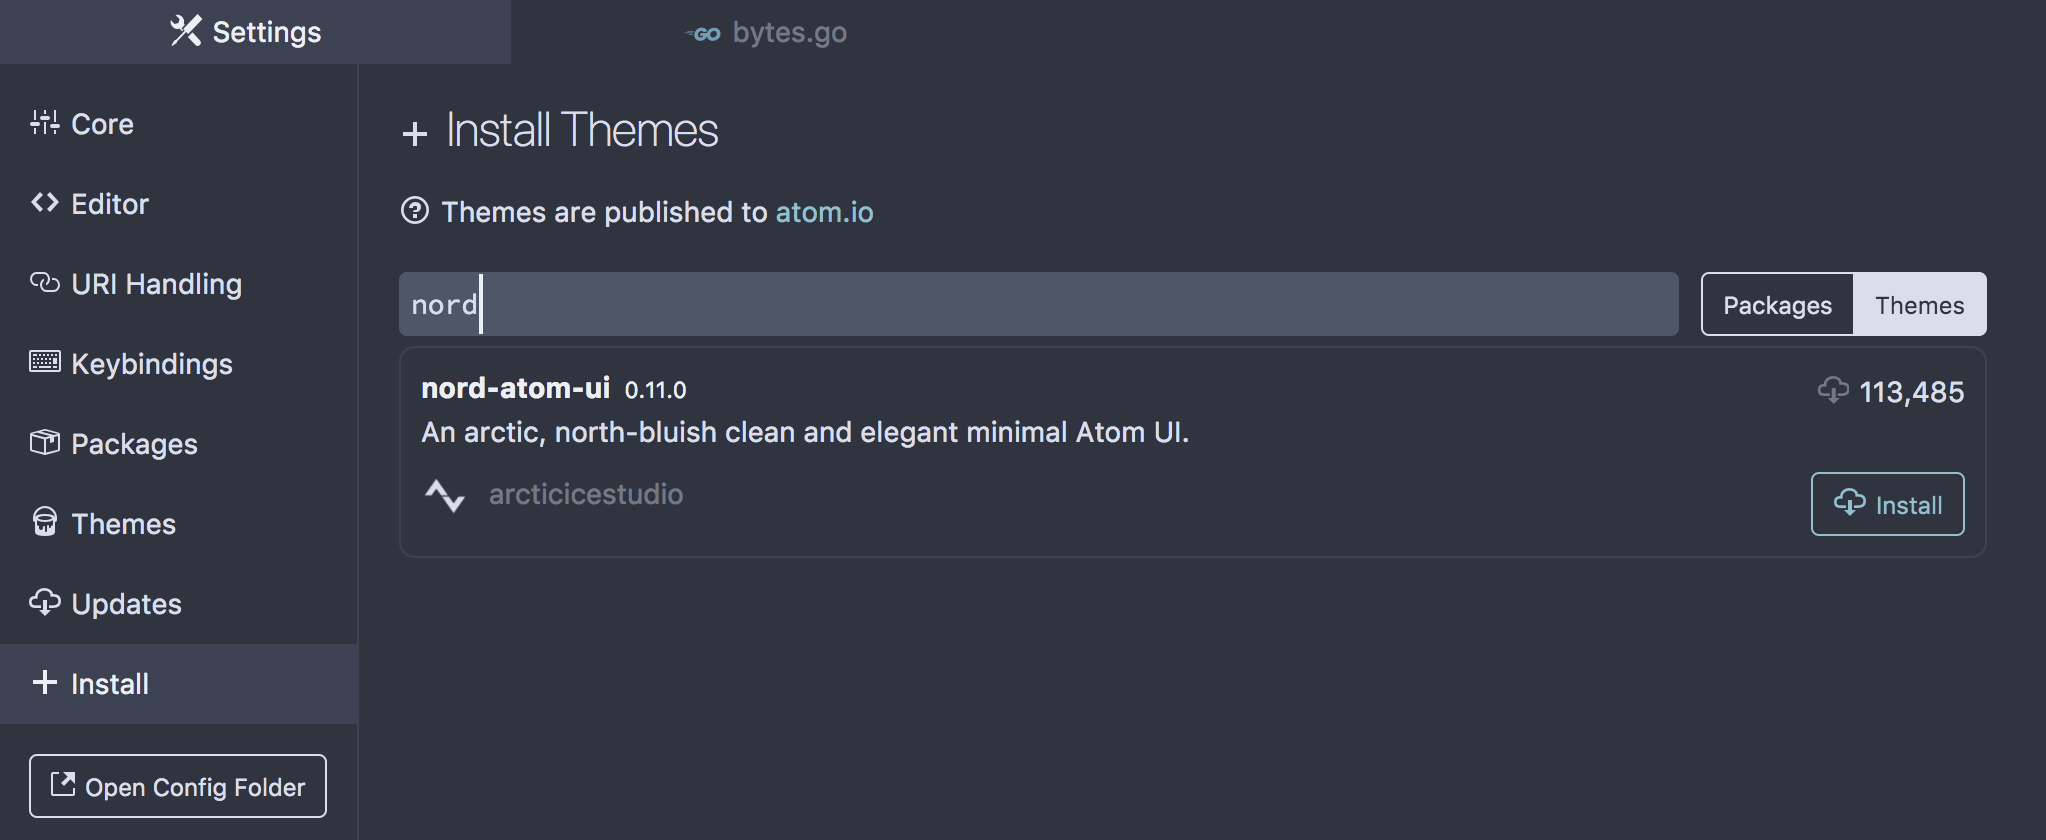 Settings
GO bytes.go
Core
Editor
URI Handling
Keybindings
Packages
Themes
Updates
Install
Open Config Folder
Install Themes
Themes are published to atom.io
nord
Packages Themes
nord-atom-ui 0.11.0 113,485
An arctic, north-bluish clean and elegant minimal Atom UI.
arcticicestudio
Install